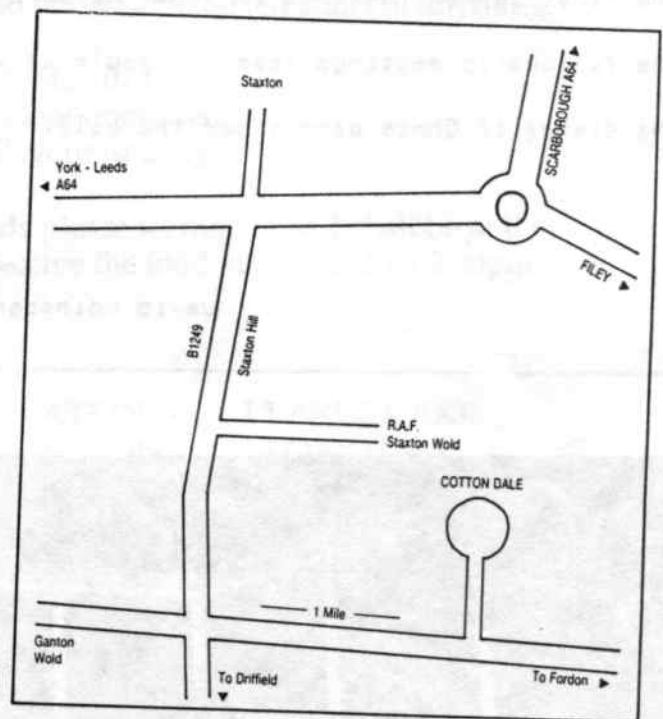 Staxton
SCARBOROUGH A64
York - Leeds
A64
FILEY
B1249
Staxton Hill
R.A.F.
Staxton Wold
COTTON DALE
1 Mile
Ganton
Wold
To Driffield
To Fordon